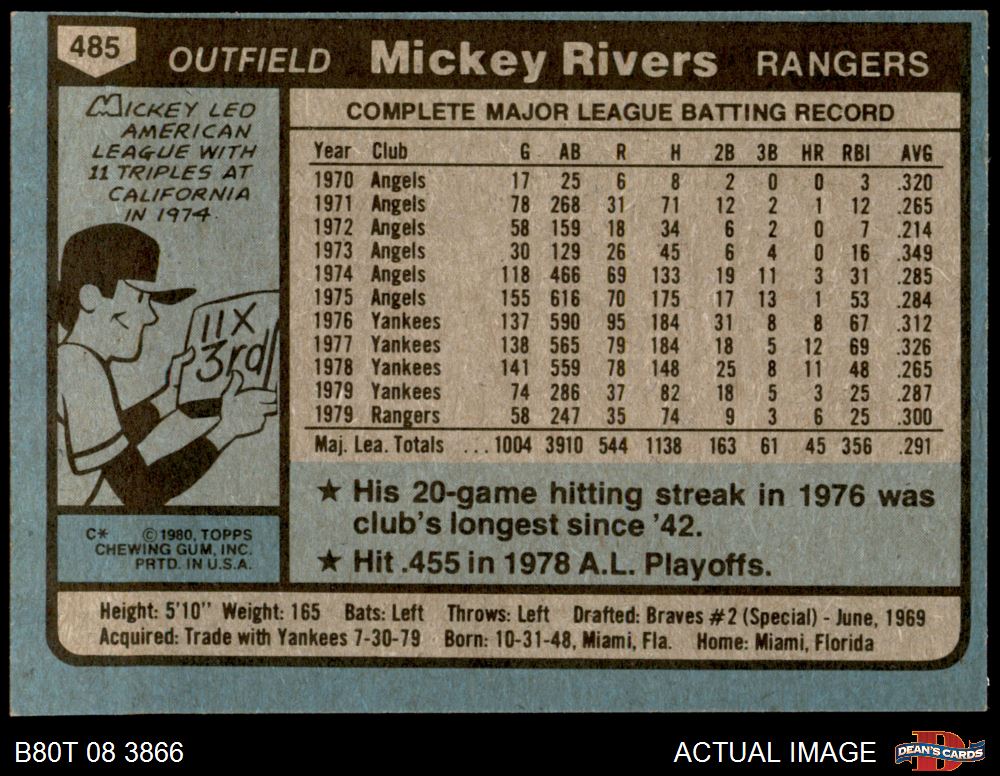 485 OUTFIELD Mickey Rivers RANGERS
MICKEY LED
AMERICAN
LEAGUE WITH
11 TRIPLES AT
CALIFORNIA
IN 1974.
11X
3rd
C* ©1980, TOPPS
CHEWING GUM, INC.
PRTD. IN U.S.A.
COMPLETE MAJOR LEAGUE BATTING RECORD
Year Club G AB R H 2B 3B HR RBI AVG
1970 Angels 17 25 6 8 2 0 0 3 .320
1971 Angels 78 268 31 71 12 2 1 12 .265
1972 Angels 58 159 18 34 6 2 0 7 .214
1973 Angels 30 129 26 45 6 4 0 16 .349
1974 Angels 118 466 69 133 19 11 3 31 .285
1975 Angels 155 616 70 175 17 13 1 53 .284
1976 Yankees 137 590 95 184 31 8 8 67 .312
1977 Yankees 138 565 79 184 18 5 12 69 .326
1978 Yankees 141 559 78 148 25 8 11 48 .265
1979 Yankees 74 286 37 82 18 5 3 25 .287
1979 Rangers 58 247 35 74 9 3 6 25 .300
Maj. Lea. Totals ...1004 3910 544 1138 163 61 45 356 .291
★ His 20-game hitting streak in 1976 was
club's longest since '42.
★ Hit .455 in 1978 A.L. Playoffs.
Height: 5'10" Weight: 165 Bats: Left Throws: Left Drafted: Braves #2 (Special) - June, 1969
Acquired: Trade with Yankees 7-30-79 Born: 10-31-48, Miami, Fla. Home: Miami, Florida
B80T 08 3866 ACTUAL IMAGE DEAN'S CARDS